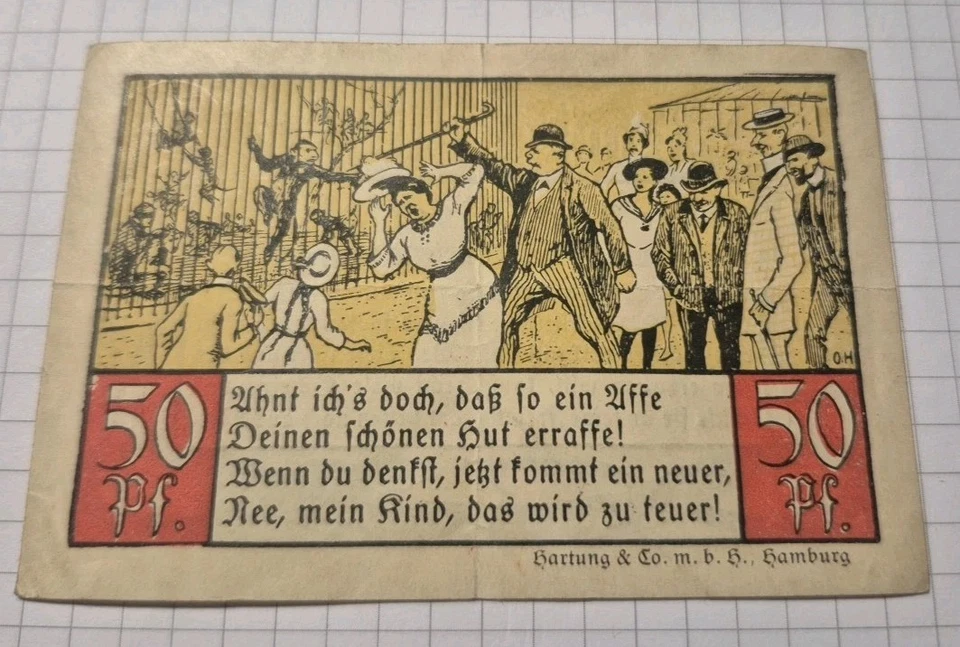 O.H
50 Pf.
Ahnt ich's doch, daß so ein Affe
Deinen schönen Hut erraffe!
Wenn du denkst, jetzt kommt ein neuer,
Nee, mein Kind, das wird zu teuer!
50 Pf.
Hartung & Co. m. b. H., Hamburg